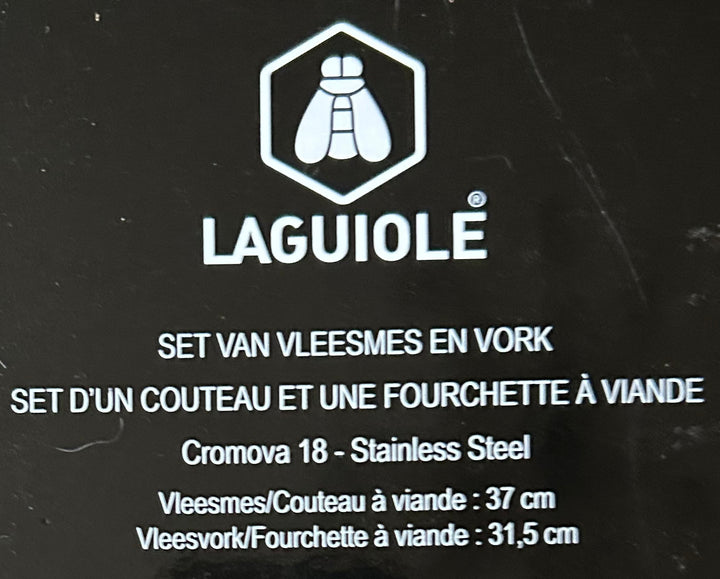 LAGUIOLE®
SET VAN VLEESMES EN VORK
SET D'UN COUTEAU ET UNE FOURCHETTE À VIANDE
Cromova 18 - Stainless Steel
Vleesmes/Couteau à viande : 37 cm
Vleesvork/Fourchette à viande : 31,5 cm